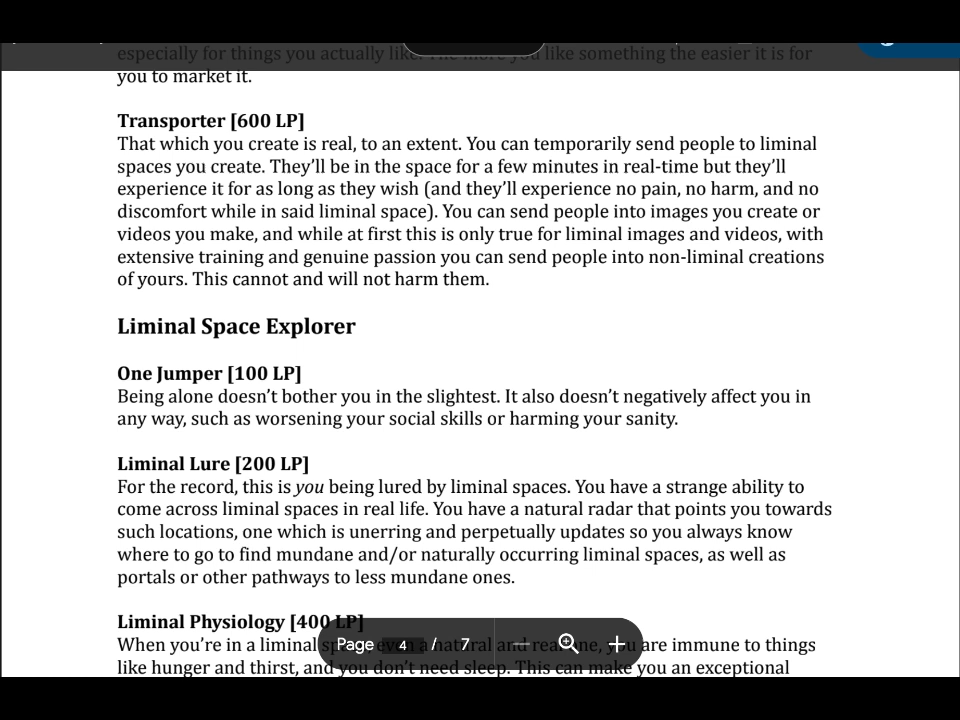 especially for things you actually like. The more you like something the easier it is for
you to market it.
Transporter [600 LP]
That which you create is real, to an extent. You can temporarily send people to liminal
spaces you create. They’ll be in the space for a few minutes in real-time but they’ll
experience it for as long as they wish (and they’ll experience no pain, no harm, and no
discomfort while in said liminal space). You can send people into images you create or
videos you make, and while at first this is only true for liminal images and videos, with
extensive training and genuine passion you can send people into non-liminal creations
of yours. This cannot and will not harm them.
Liminal Space Explorer
One Jumper [100 LP]
Being alone doesn’t bother you in the slightest. It also doesn’t negatively affect you in
any way, such as worsening your social skills or harming your sanity.
Liminal Lure [200 LP]
For the record, this is you being lured by liminal spaces. You have a strange ability to
come across liminal spaces in real life. You have a natural radar that points you towards
such locations, one which is unerring and perpetually updates so you always know
where to go to find mundane and/or naturally occurring liminal spaces, as well as
portals or other pathways to less mundane ones.
Liminal Physiology [400 LP]
When you’re in a liminal space, even a natural and real one, you are immune to things
like hunger and thirst, and you don’t need sleep. This can make you an exceptional
Page 4 / 7